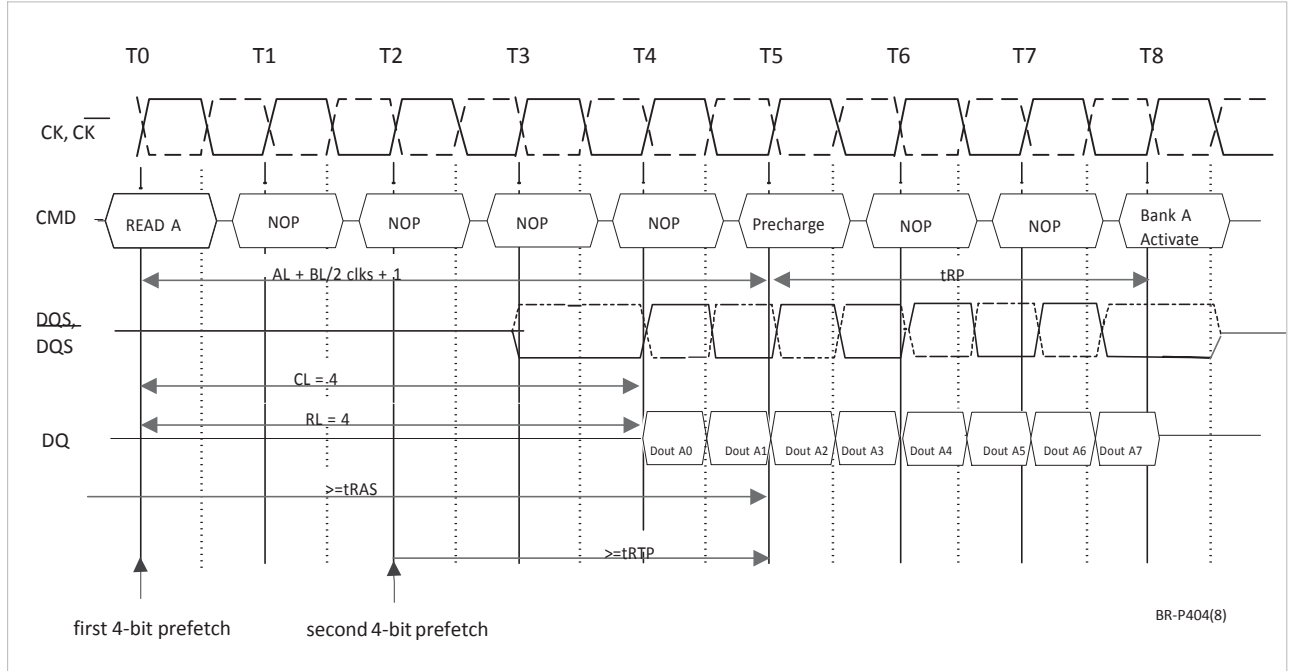 T0 T1 T2 T3 T4 T5 T6 T7 T8
CK, CK
CMD READ A NOP NOP NOP NOP Precharge NOP NOP Bank A
Activate
AL + BL/2 clks + 1 tRP
DQS,
DQS
CL = 4
RL = 4
DQ
Dout A0 Dout A1 Dout A2 Dout A3 Dout A4 Dout A5 Dout A6 Dout A7
>=tRAS
>=tRTP
first 4-bit prefetch second 4-bit prefetch
BR-P404(8)